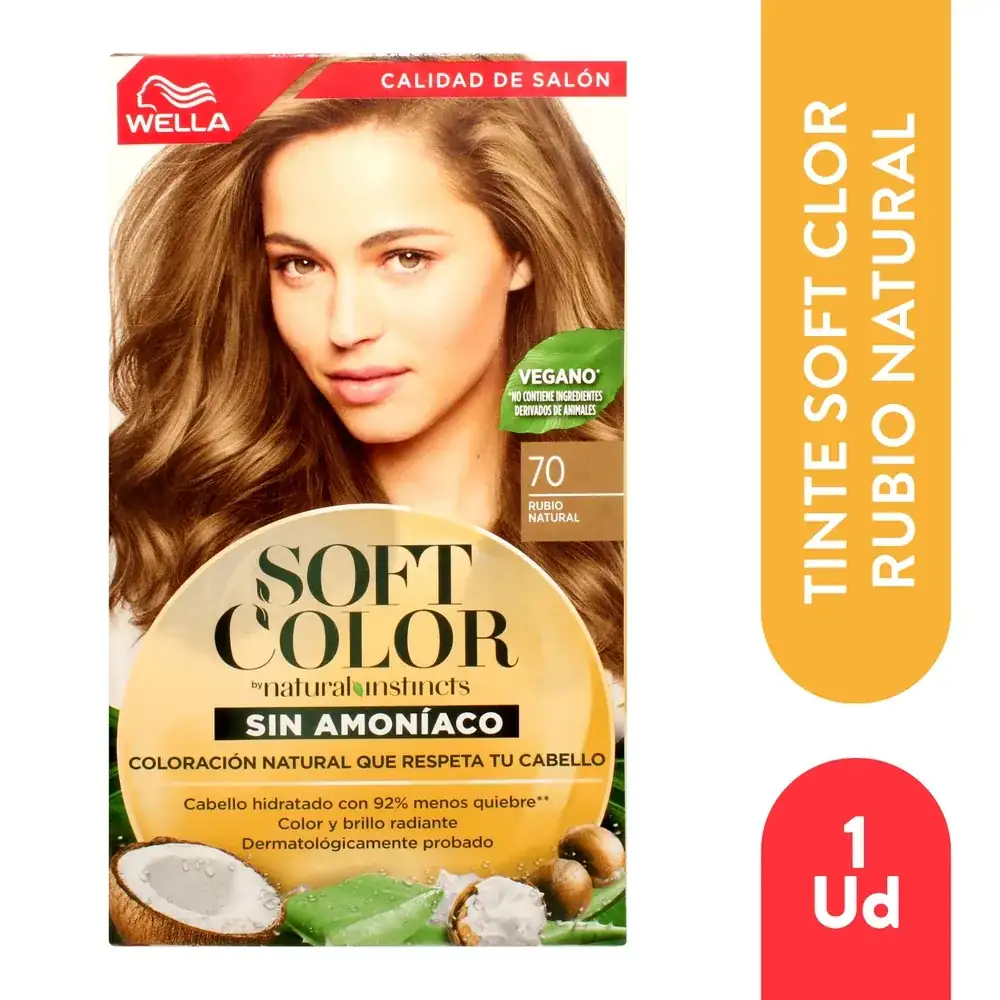 WELLA
CALIDAD DE SALÓN
VEGANO*
*NO CONTIENE INGREDIENTES
DERIVADOS DE ANIMALES
70
RUBIO
NATURAL
SOFT
COLOR
by natural instincts
SIN AMONÍACO
COLORACIÓN NATURAL QUE RESPETA TU CABELLO
Cabello hidratado con 92% menos quiebre**
Color y brillo radiante
Dermatológicamente probado
TINTE SOFT CLOR
RUBIO NATURAL
1
Ud